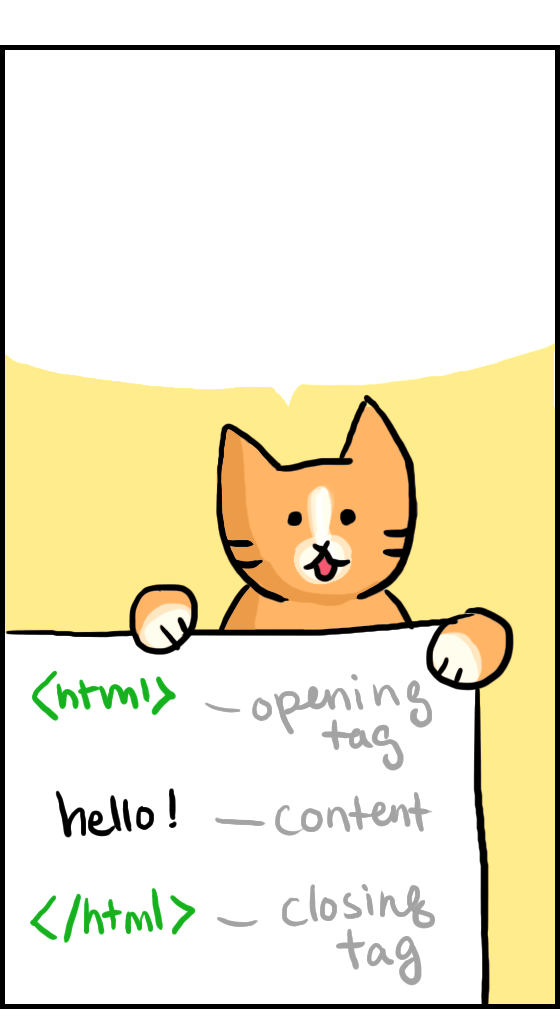 <html> — opening
tag
hello! — content
</html> — closing
tag